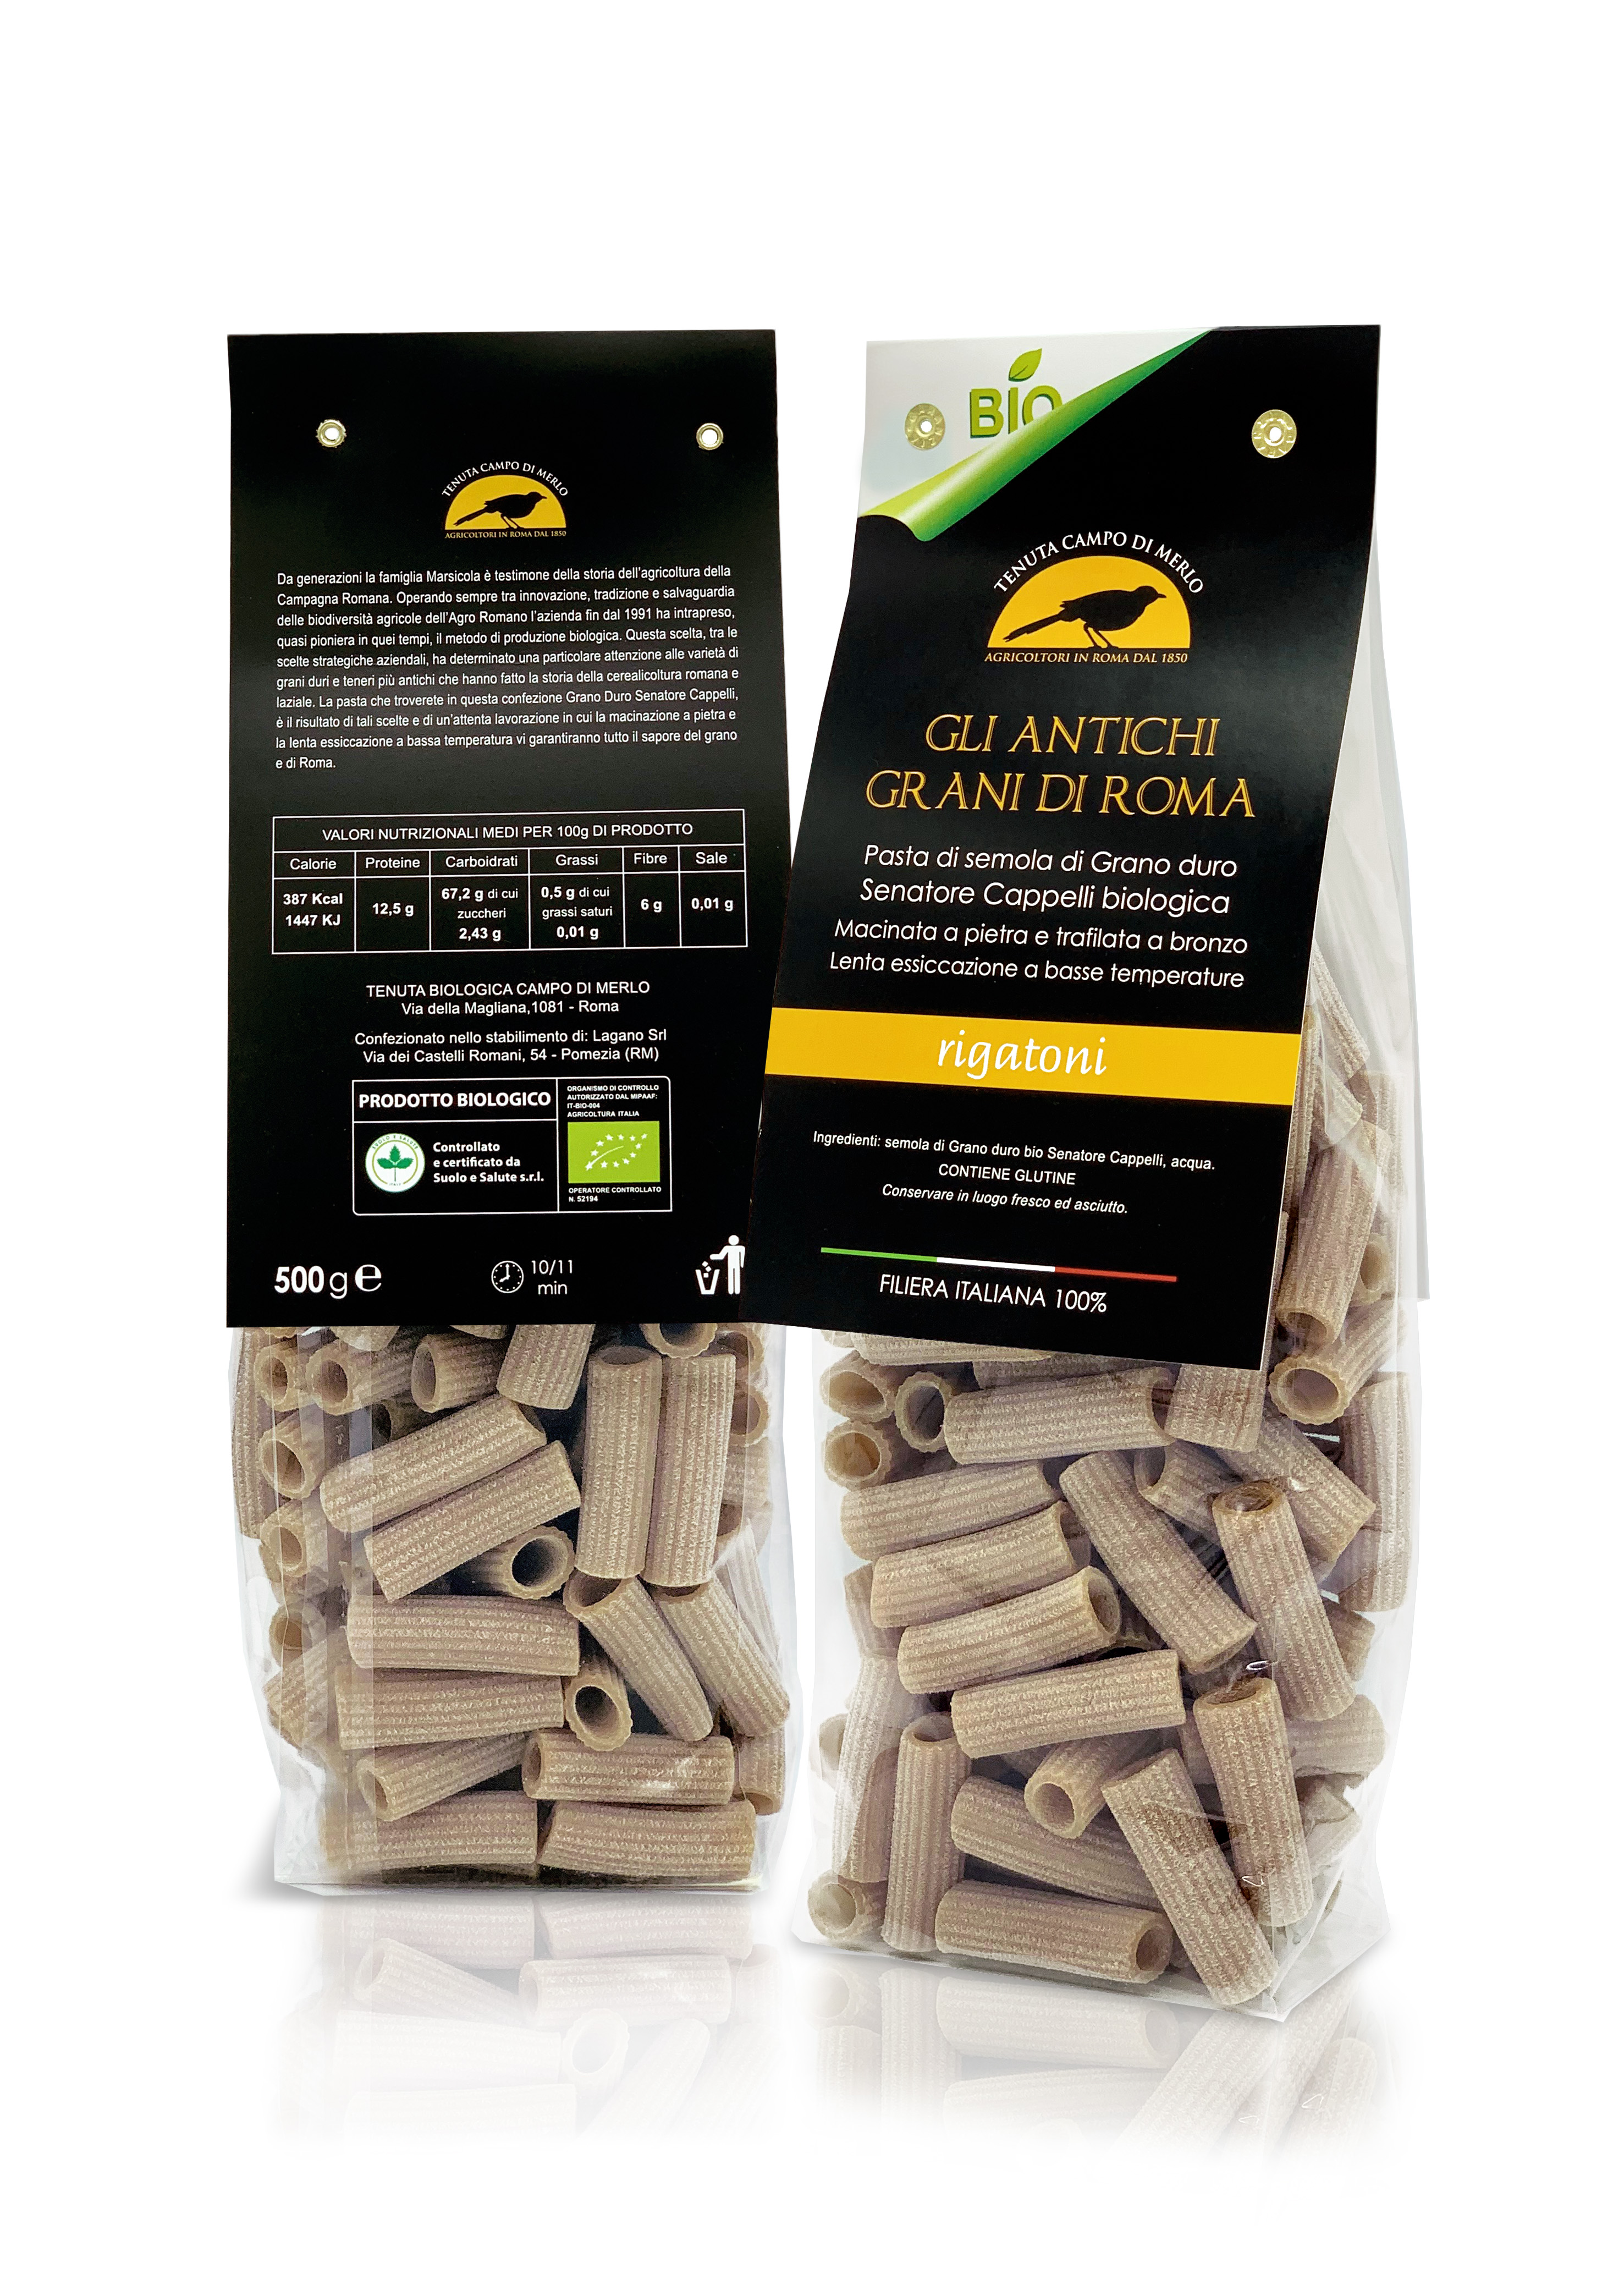 TENUTA CAMPO DI MERLO
AGRICOLTORI IN ROMA DAL 1850
Da generazioni la famiglia Marsicola è testimone della storia dell'agricoltura della
Campagna Romana. Operando sempre tra innovazione, tradizione e salvaguardia
delle biodiversità agricole dell'Agro Romano l'azienda fin dal 1991 ha intrapreso,
quasi pioniera in quei tempi, il metodo di produzione biologica. Questa scelta, tra le
scelte strategiche aziendali, ha determinato una particolare attenzione alle varietà di
grani duri e teneri più antichi che hanno fatto la storia della cerealicoltura romana e
laziale. La pasta che troverete in questa confezione Grano Duro Senatore Cappelli,
è il risultato di tali scelte e di un'attenta lavorazione in cui la macinazione a pietra e
la lenta essiccazione a bassa temperatura vi garantiranno tutto il sapore del grano
e di Roma.
VALORI NUTRIZIONALI MEDI PER 100g DI PRODOTTO
Calorie Proteine Carboidrati Grassi Fibre Sale
387 Kcal
1447 KJ
12,5 g
67,2 g di cui
zuccheri
2,43 g
0,5 g di cui
grassi saturi
0,01 g
6 g
0,01 g
TENUTA BIOLOGICA CAMPO DI MERLO
Via della Magliana,1081 - Roma
Confezionato nello stabilimento di: Lagano Srl
Via dei Castelli Romani, 54 - Pomezia (RM)
PRODOTTO BIOLOGICO
Controllato
e certificato da
Suolo e Salute s.r.l.
ORGANISMO DI CONTROLLO
AUTORIZZATO DAL MIPAAF:
IT-BIO-004
AGRICOLTURA ITALIA
OPERATORE CONTROLLATO
N. 52194
500 g e
10/11
min
BIO
TENUTA CAMPO DI MERLO
AGRICOLTORI IN ROMA DAL 1850
GLI ANTICHI
GRANI DI ROMA
Pasta di semola di Grano duro
Senatore Cappelli biologica
Macinata a pietra e trafilata a bronzo
Lenta essiccazione a basse temperature
rigatoni
Ingredienti: semola di Grano duro bio Senatore Cappelli, acqua.
CONTIENE GLUTINE
Conservare in luogo fresco ed asciutto.
FILIERA ITALIANA 100%